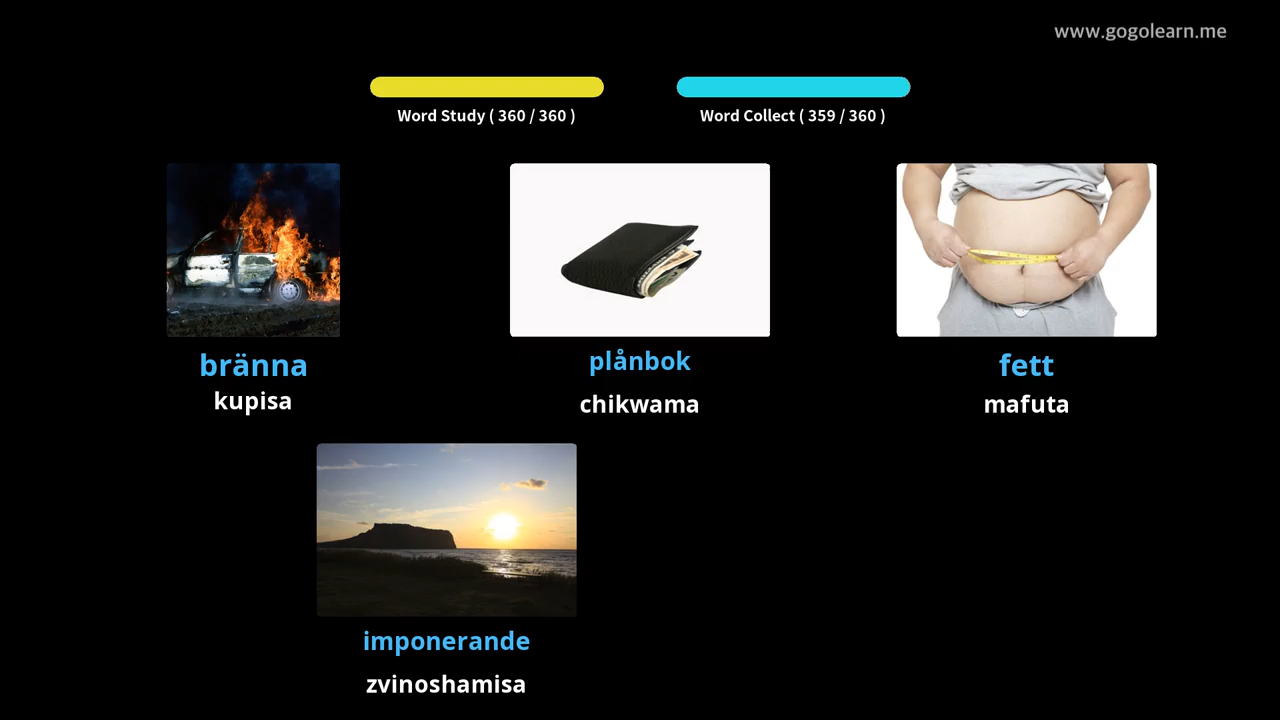 www.gogolearn.me
Word Study ( 360 / 360 )
Word Collect ( 359 / 360 )
bränna
kupisa
plånbok
chikwama
fett
mafuta
imponerande
zvinoshamisa